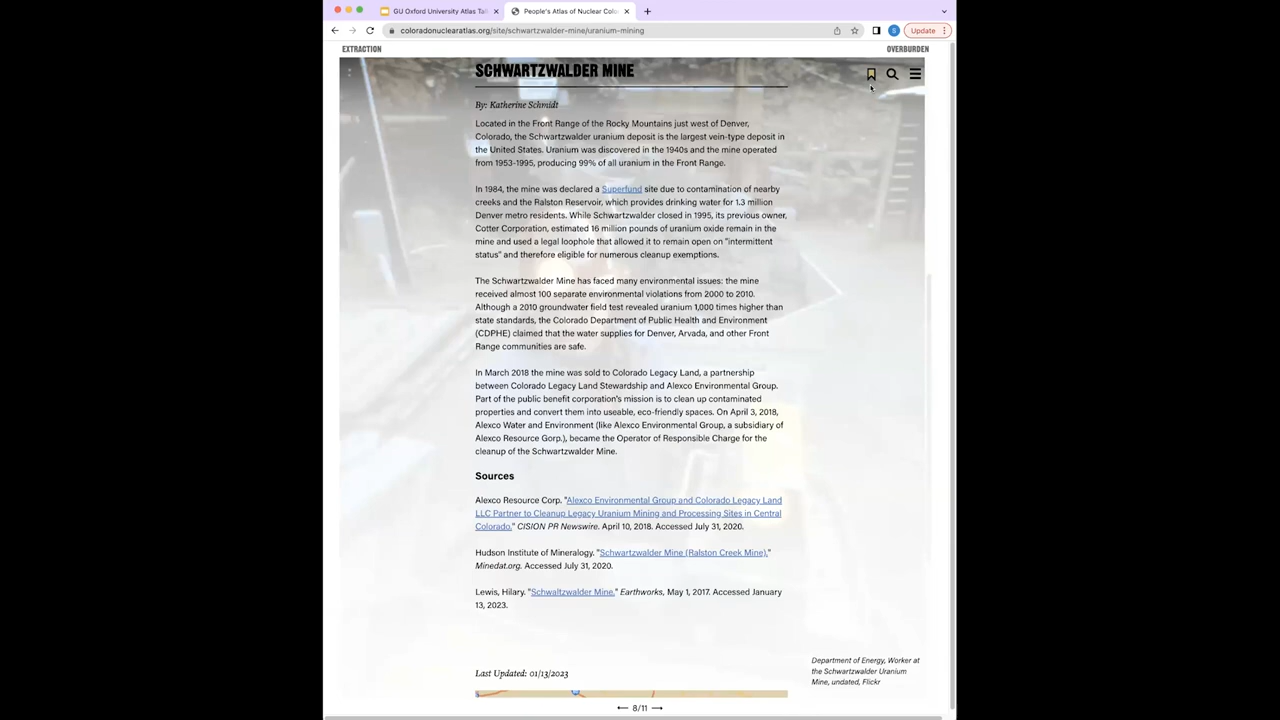 GU Oxford University Atlas Tal
People's Atlas of Nuclear Colo
coloradonuclearatlas.org/site/schwartzwalder-mine/uranium-mining
S
Update
EXTRACTION
OVERBURDEN
SCHWARTZWALDER MINE
By: Katherine Schmidt
Located in the Front Range of the Rocky Mountains just west of Denver,
Colorado, the Schwartzwalder uranium deposit is the largest vein-type deposit in
the United States. Uranium was discovered in the 1940s and the mine operated
from 1953-1995, producing 99% of all uranium in the Front Range.
In 1984, the mine was declared a Superfund site due to contamination of nearby
creeks and the Ralston Reservoir, which provides drinking water for 1.3 million
Denver metro residents. While Schwartzwalder closed in 1995, its previous owner,
Cotter Corporation, estimated 16 million pounds of uranium oxide remain in the
mine and used a legal loophole that allowed it to remain open on "intermittent
status" and therefore eligible for numerous cleanup exemptions.
The Schwartzwalder Mine has faced many environmental issues: the mine
received almost 100 separate environmental violations from 2000 to 2010.
Although a 2010 groundwater field test revealed uranium 1,000 times higher than
state standards, the Colorado Department of Public Health and Environment
(CDPHE) claimed that the water supplies for Denver, Arvada, and other Front
Range communities are safe.
In March 2018 the mine was sold to Colorado Legacy Land, a partnership
between Colorado Legacy Land Stewardship and Alexco Environmental Group.
Part of the public benefit corporation's mission is to clean up contaminated
properties and convert them into useable, eco-friendly spaces. On April 3, 2018,
Alexco Water and Environment (like Alexco Environmental Group, a subsidiary of
Alexco Resource Gorp.), became the Operator of Responsible Charge for the
cleanup of the Schwartzwalder Mine.
Sources
Alexco Resource Corp. "Alexco Environmental Group and Colorado Legacy Land
LLC Partner to Cleanup Legacy Uranium Mining and Processing Sites in Central
Colorado." CISION PR Newswire. April 10, 2018. Accessed July 31, 2020.
Hudson Institute of Mineralogy. "Schwartzwalder Mine (Ralston Creek Mine)."
Minedat.org. Accessed July 31, 2020.
Lewis, Hilary. "Schwaltzwalder Mine." Earthworks, May 1, 2017. Accessed January
13, 2023.
Last Updated: 01/13/2023
Department of Energy, Worker at
the Schwartzwalder Uranium
Mine, undated, Flickr
8/11